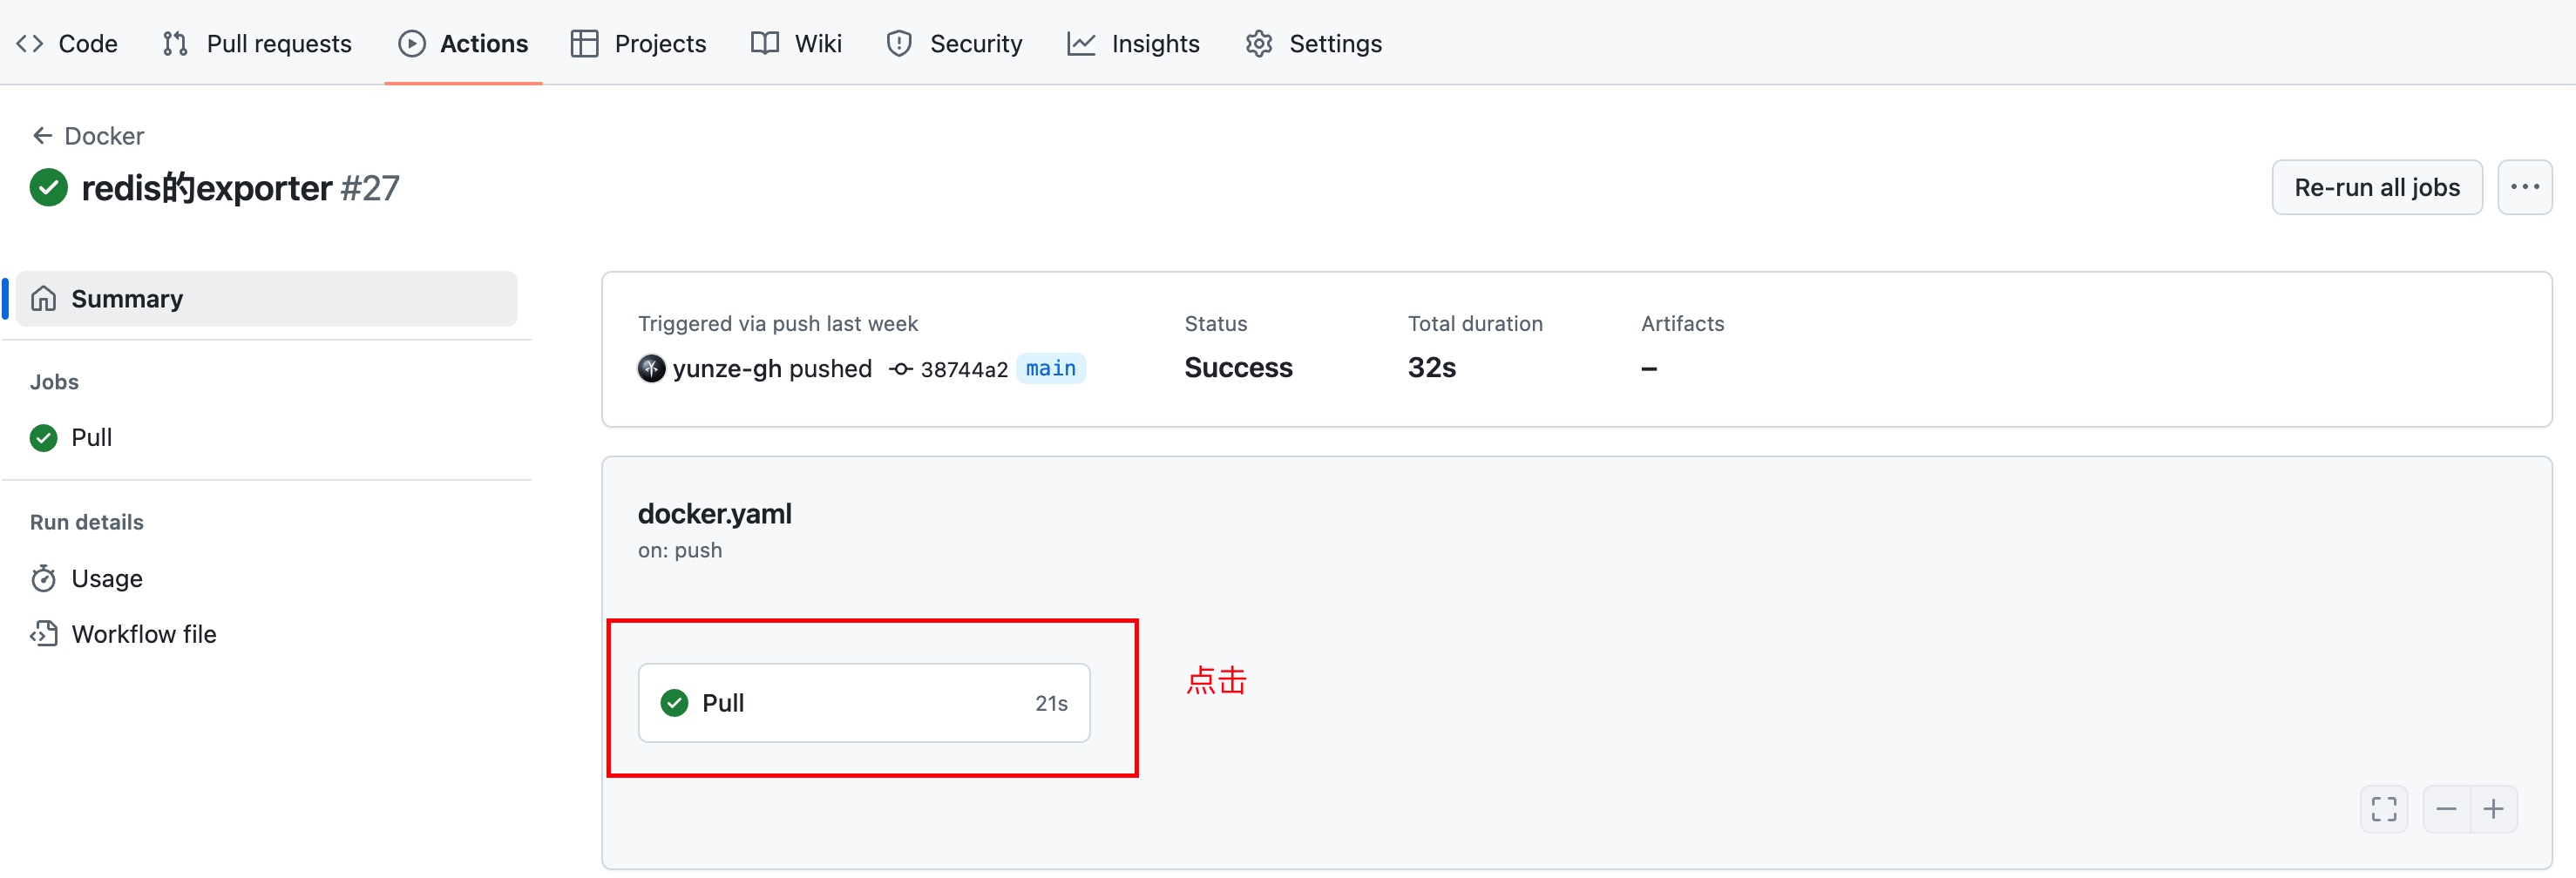 Code Pull requests Actions Projects Wiki Security Insights Settings
Docker
redis的exporter #27
Re-run all jobs
Summary
Jobs
Pull
Run details
Usage
Workflow file
Triggered via push last week
yunze-gh pushed 38744a2 main
Status
Success
Total duration
32s
Artifacts
–
docker.yaml
on: push
Pull 21s
点击